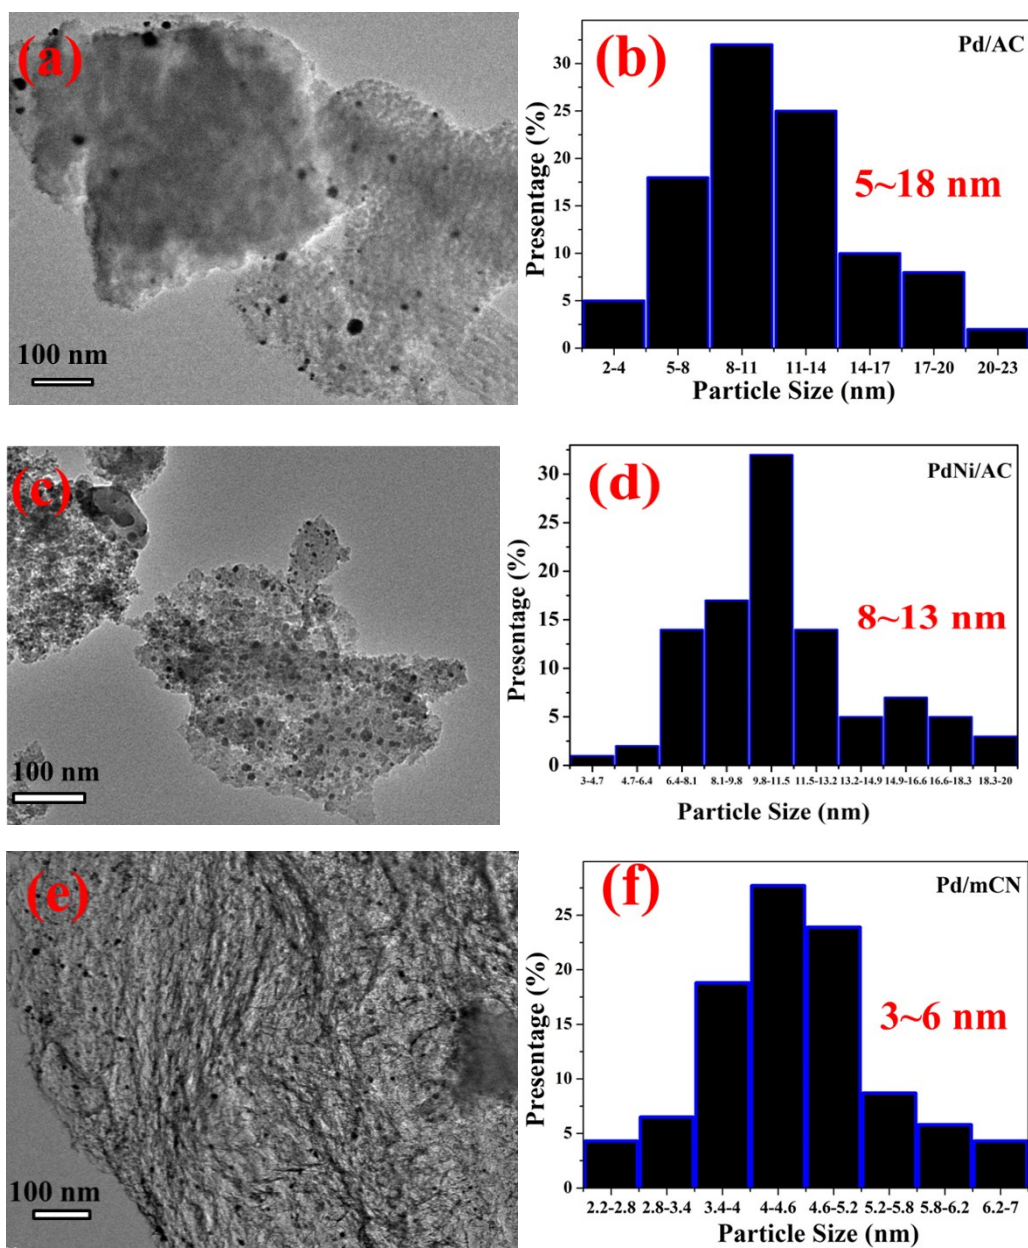 (a)
100 nm
(b)
Pd/AC
5~18 nm
Presentage (%)
30
25
20
15
10
5
0
2-4 5-8 8-11 11-14 14-17 17-20 20-23
Particle Size (nm)
(c)
100 nm
(d)
PdNi/AC
8~13 nm
Presentage (%)
30
25
20
15
10
5
0
3-4.7 4.7-6.4 6.4-8.1 8.1-9.8 9.8-11.5 11.5-13.2 13.2-14.9 14.9-16.6 16.6-18.3 18.3-20
Particle Size (nm)
(e)
100 nm
(f)
Pd/mCN
3~6 nm
Presentage (%)
25
20
15
10
5
0
2.2-2.8 2.8-3.4 3.4-4 4-4.6 4.6-5.2 5.2-5.8 5.8-6.2 6.2-7
Particle Size (nm)